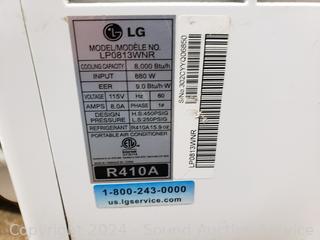 LG
MODEL/MODÈLE NO.
LP0813WNR
COOLING CAPACITY 8,000 Btu/h
INPUT 880 W
EER 9.0 Btu/h·W
VOLTAGE 115V Hz 60
AMPS 8.0A PHASE 1#
DESIGN PRESSURE H.S:450PSIG
L.S:250PSIG
REFRIGERANT R410A 15.9 oz.
PORTABLE AIR CONDITIONER
R410A
1-800-243-0000
us.lgservice.com
LP0813WNR